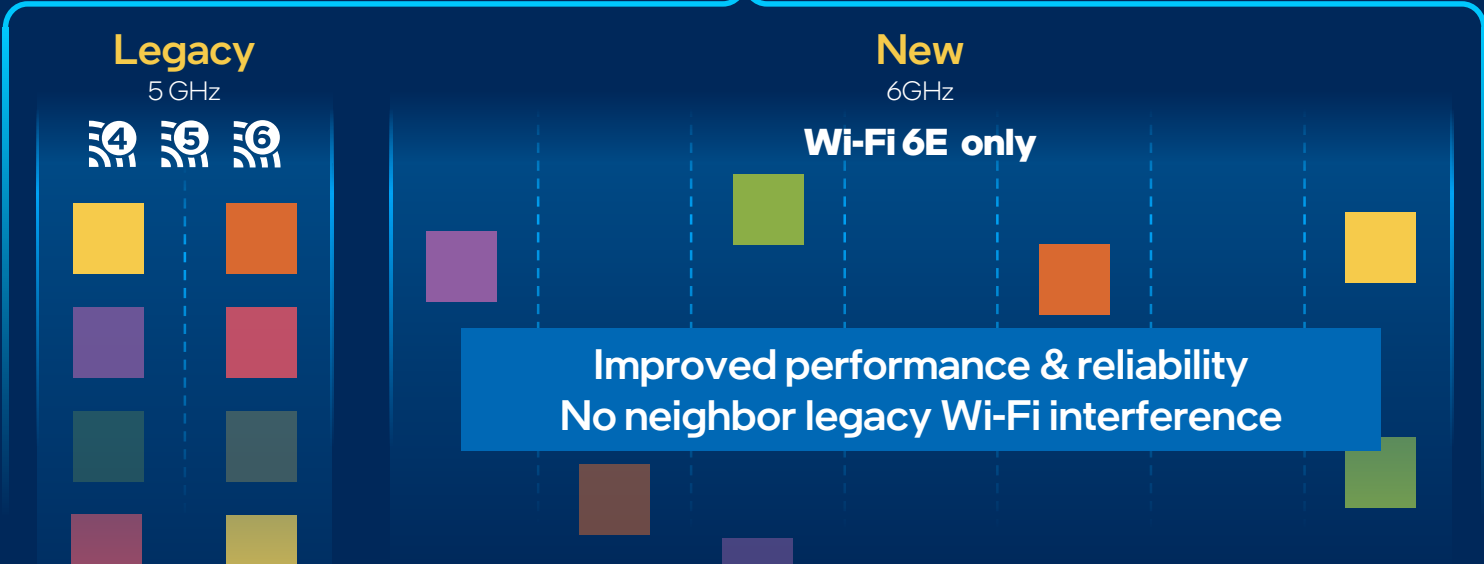 Legacy
5 GHz
4 5 6
New
6GHz
Wi-Fi 6E only
Improved performance & reliability
No neighbor legacy Wi-Fi interference